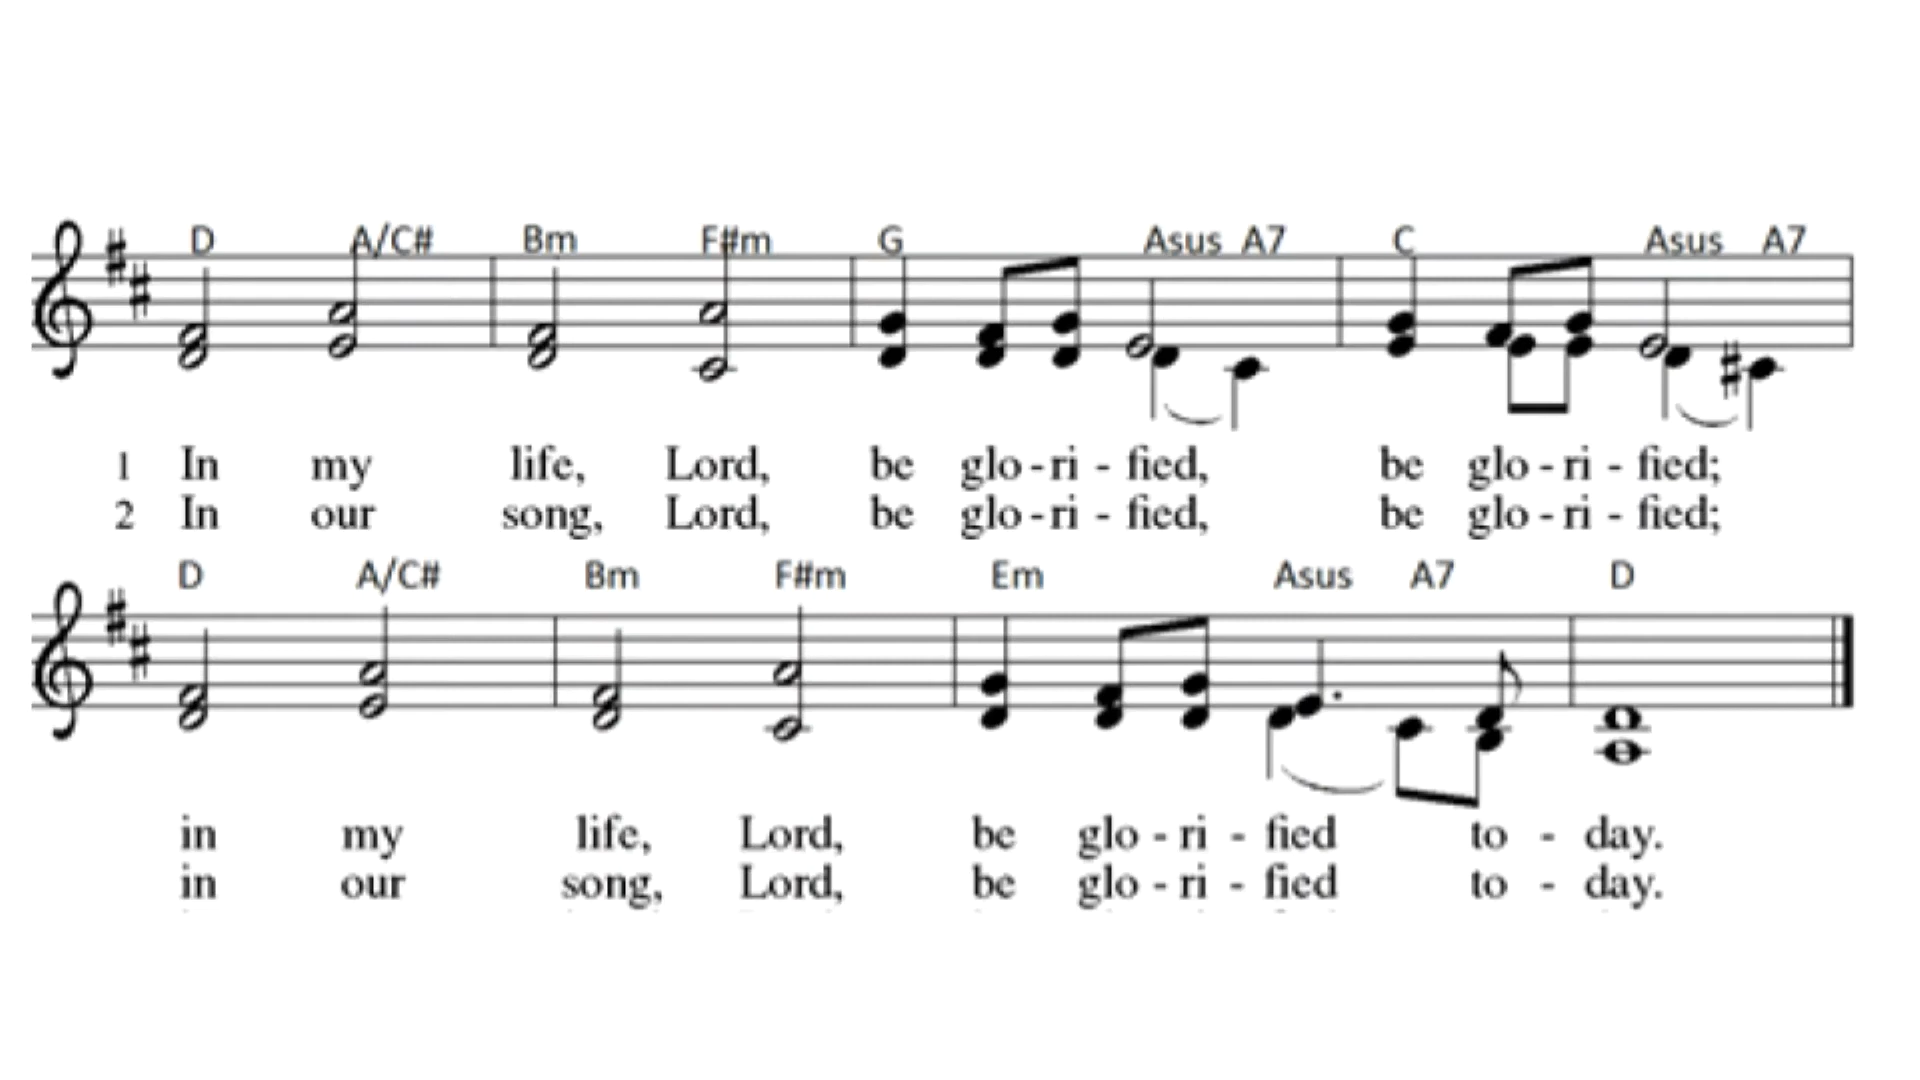 D A/C# Bm F#m G Asus A7 C Asus A7
1 In my life, Lord, be glo - ri - fied, be glo - ri - fied;
2 In our song, Lord, be glo - ri - fied, be glo - ri - fied;
D A/C# Bm F#m Em Asus A7 D
in my life, Lord, be glo - ri - fied to - day.
in our song, Lord, be glo - ri - fied to - day.